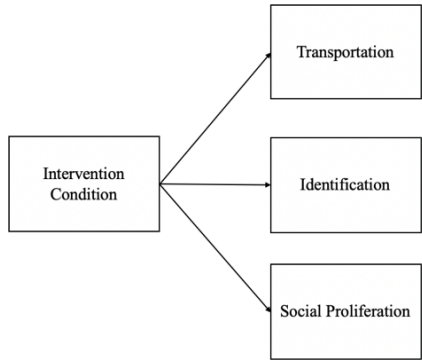 Transportation
Intervention
Condition
Identification
Social Proliferation